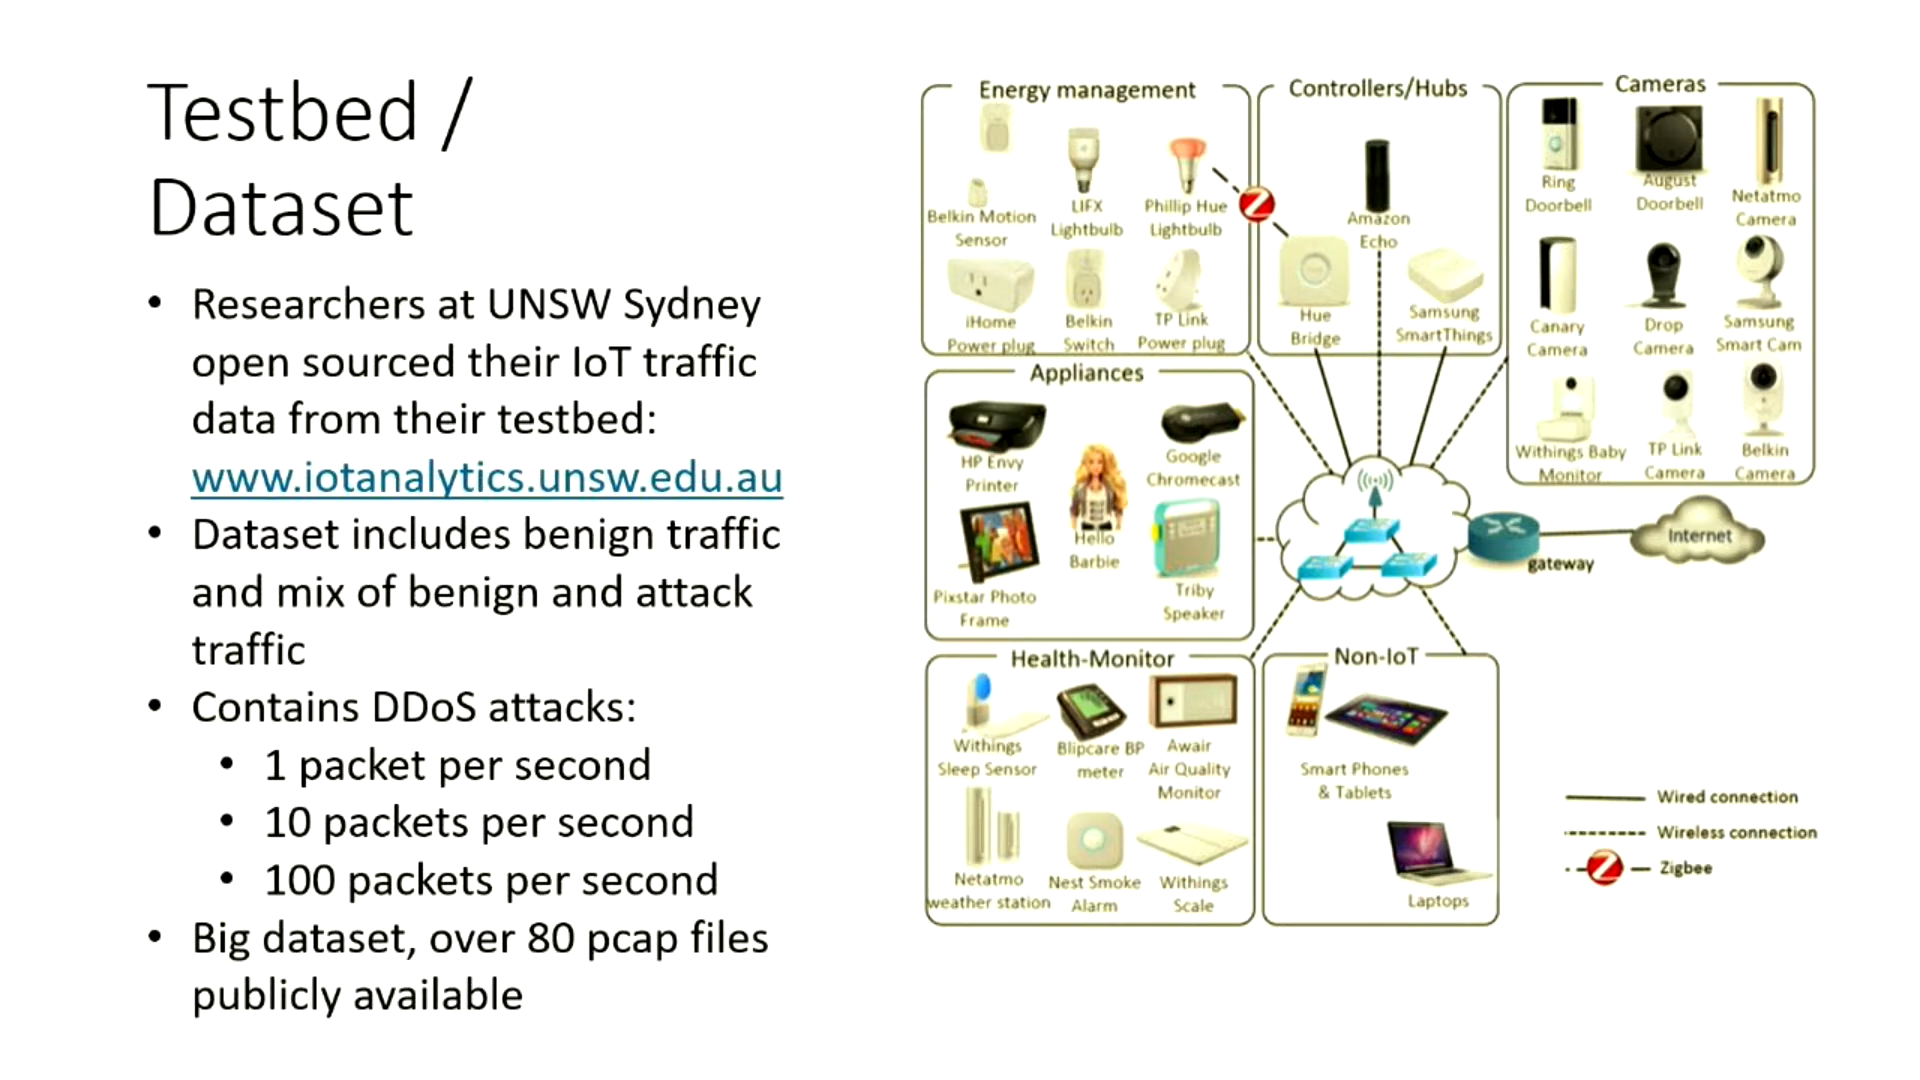 Testbed /
Dataset
• Researchers at UNSW Sydney
open sourced their IoT traffic
data from their testbed:
www.iotanalytics.unsw.edu.au
• Dataset includes benign traffic
and mix of benign and attack
traffic
• Contains DDoS attacks:
• 1 packet per second
• 10 packets per second
• 100 packets per second
• Big dataset, over 80 pcap files
publicly available
Energy management
Belkin Motion
Sensor
LIFX
Lightbulb
Phillip Hue
Lightbulb
iHome
Power plug
Belkin
Switch
TP Link
Power plug
Controllers/Hubs
Amazon
Echo
Hue
Bridge
Samsung
SmartThings
Cameras
Ring
Doorbell
August
Doorbell
Netatmo
Camera
Canary
Camera
Drop
Camera
Samsung
Smart Cam
Withings Baby
Monitor
TP Link
Camera
Belkin
Camera
Appliances
HP Envy
Printer
Google
Chromecast
Hello
Barbie
Pixstar Photo
Frame
Triby
Speaker
gateway
Internet
Health-Monitor
Withings
Sleep Sensor
Blipcare BP
meter
Awair
Air Quality
Monitor
Netatmo
weather station
Nest Smoke
Alarm
Withings
Scale
Non-IoT
Smart Phones
& Tablets
Laptops
Wired connection
Wireless connection
Z
Zigbee